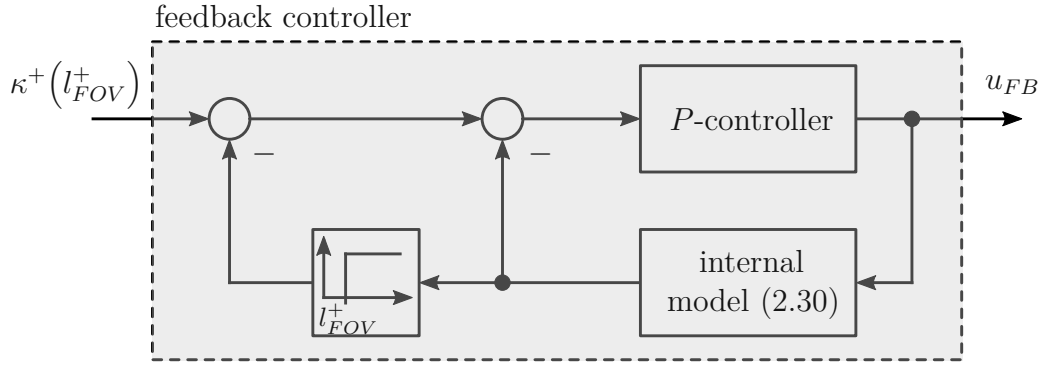 feedback controller
κ⁺(l⁺_FOV)
u_FB
P-controller
−
−
internal
model (2.30)
l⁺_FOV